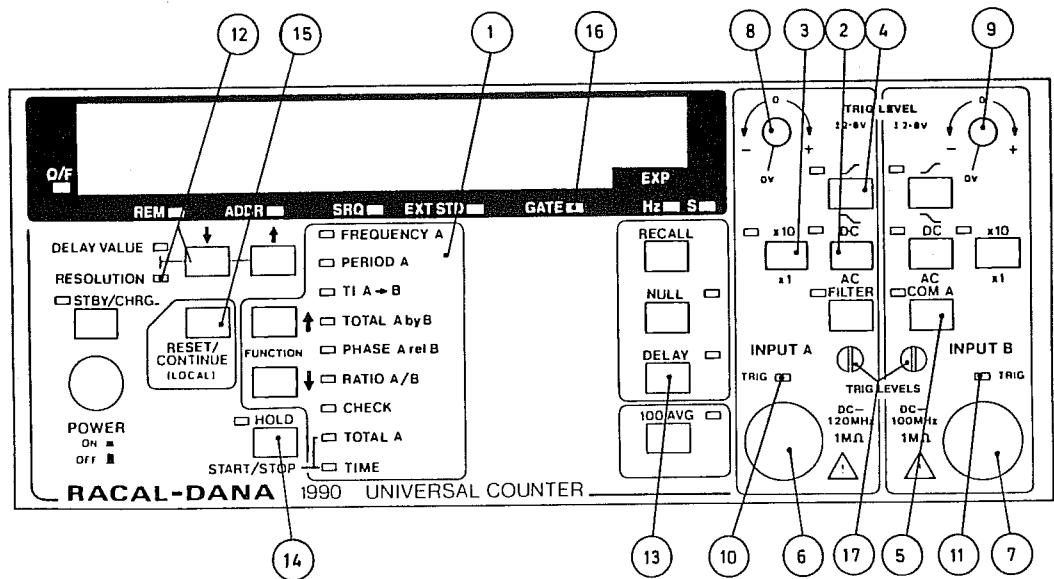 12 15 1 16 8 3 2 4 9
0 TRIG LEVEL 0
±2·8V ±2·8V
- + - +
0V 0V
O/F
EXP
REM ADDR SRQ EXT STD GATE Hz S
DELAY VALUE
RESOLUTION
STBY/CHRG
RESET/
CONTINUE
(LOCAL)
FUNCTION
POWER
ON
OFF
HOLD
START/STOP
FREQUENCY A
PERIOD A
TI A → B
TOTAL A by B
PHASE A rel B
RATIO A/B
CHECK
TOTAL A
TIME
RECALL
NULL
DELAY
100 AVG
x10 DC DC x10
x1 AC AC x1
FILTER COM A
INPUT A INPUT B
TRIG TRIG LEVELS TRIG
DC-
120MHz
1MΩ
DC-
100MHz
1MΩ
! !
RACAL-DANA 1990 UNIVERSAL COUNTER
14 13 10 6 17 5 11 7